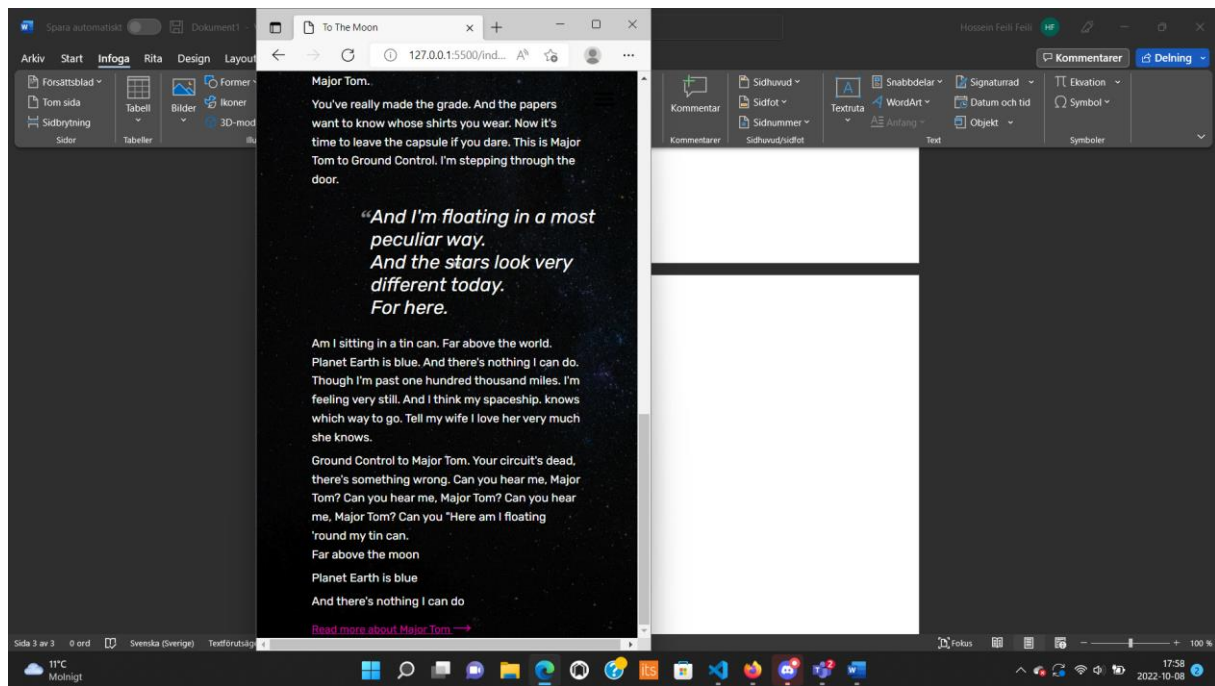 Spara automatiskt
Dokument1 -
To The Moon
Hossein Feili Feili
HF
127.0.0.1:5500/ind...
Arkiv Start Infoga Rita Design Layout
Kommentarer
Delning
Försättsblad
Tom sida
Sidbrytning
Sidor
Tabell
Tabeller
Bilder
Former
Ikoner
3D-mod
Kommentar
Kommentarer
Sidhuvud
Sidfot
Sidnummer
Sidhuvud/sidfot
Textruta
Snabbdelar
WordArt
Anfang
Signaturrad
Datum och tid
Objekt
Text
Ekvation
Symbol
Symboler
Major Tom.
You've really made the grade. And the papers
want to know whose shirts you wear. Now it's
time to leave the capsule if you dare. This is Major
Tom to Ground Control. I'm stepping through the
door.
“And I'm floating in a most
peculiar way.
And the stars look very
different today.
For here.
Am I sitting in a tin can. Far above the world.
Planet Earth is blue. And there's nothing I can do.
Though I'm past one hundred thousand miles. I'm
feeling very still. And I think my spaceship. knows
which way to go. Tell my wife I love her very much
she knows.
Ground Control to Major Tom. Your circuit's dead,
there's something wrong. Can you hear me, Major
Tom? Can you hear me, Major Tom? Can you hear
me, Major Tom? Can you "Here am I floating
'round my tin can.
Far above the moon
Planet Earth is blue
And there's nothing I can do
Read more about Major Tom ⟶
Sida 3 av 3 0 ord Svenska (Sverige) Textförutsäg
Fokus
100 %
11°C
Molnigt
its
17:58
2022-10-08
2